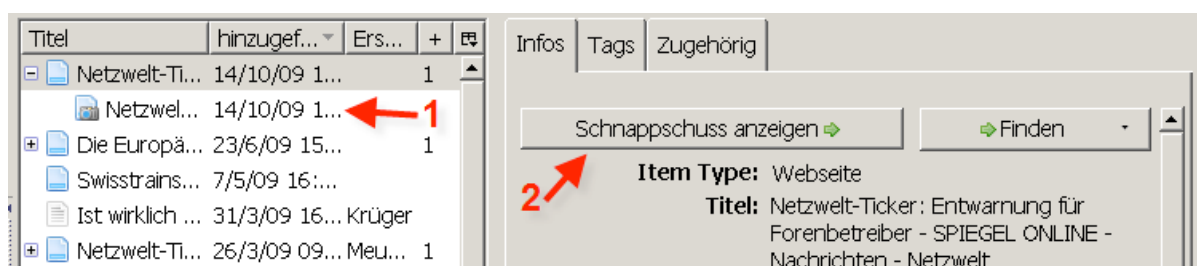 Titel hinzugef... Ers... +
Netzwelt-Ti... 14/10/09 1... 1
Netzwel... 14/10/09 1... 1
Die Europä... 23/6/09 15... 1
Swisstrains... 7/5/09 16:...
Ist wirklich ... 31/3/09 16... Krüger
Netzwelt-Ti... 26/3/09 09... Meu... 1
Infos Tags Zugehörig
Schnappschuss anzeigen Finden
2
Item Type: Webseite
Titel: Netzwelt-Ticker: Entwarnung für
Forenbetreiber - SPIEGEL ONLINE -
Nachrichten - Netzwelt